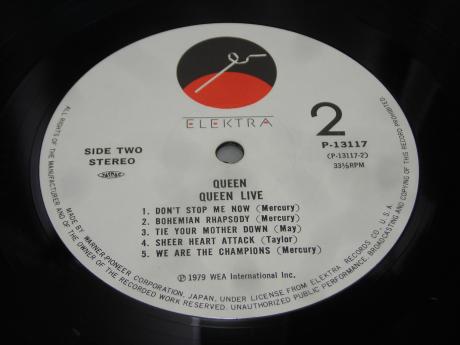 ELEKTRA
2
SIDE TWO
STEREO
P-13117
(P-13117-2)
33⅓RPM
QUEEN
QUEEN LIVE
1. DON'T STOP ME NOW (Mercury)
2. BOHEMIAN RHAPSODY (Mercury)
3. TIE YOUR MOTHER DOWN (May)
4. SHEER HEART ATTACK (Taylor)
5. WE ARE THE CHAMPIONS (Mercury)
Ⓟ1979 WEA International Inc.
MADE BY WARNER-PIONEER CORPORATION, JAPAN, UNDER LICENSE FROM ELEKTRA RECORDS CO., U.S.A.
ALL RIGHTS OF THE MANUFACTURER AND OF THE OWNER OF THE RECORDED WORK RESERVED. UNAUTHORIZED PUBLIC PERFORMANCE, BROADCASTING AND COPYING OF THIS RECORD PROHIBITED.